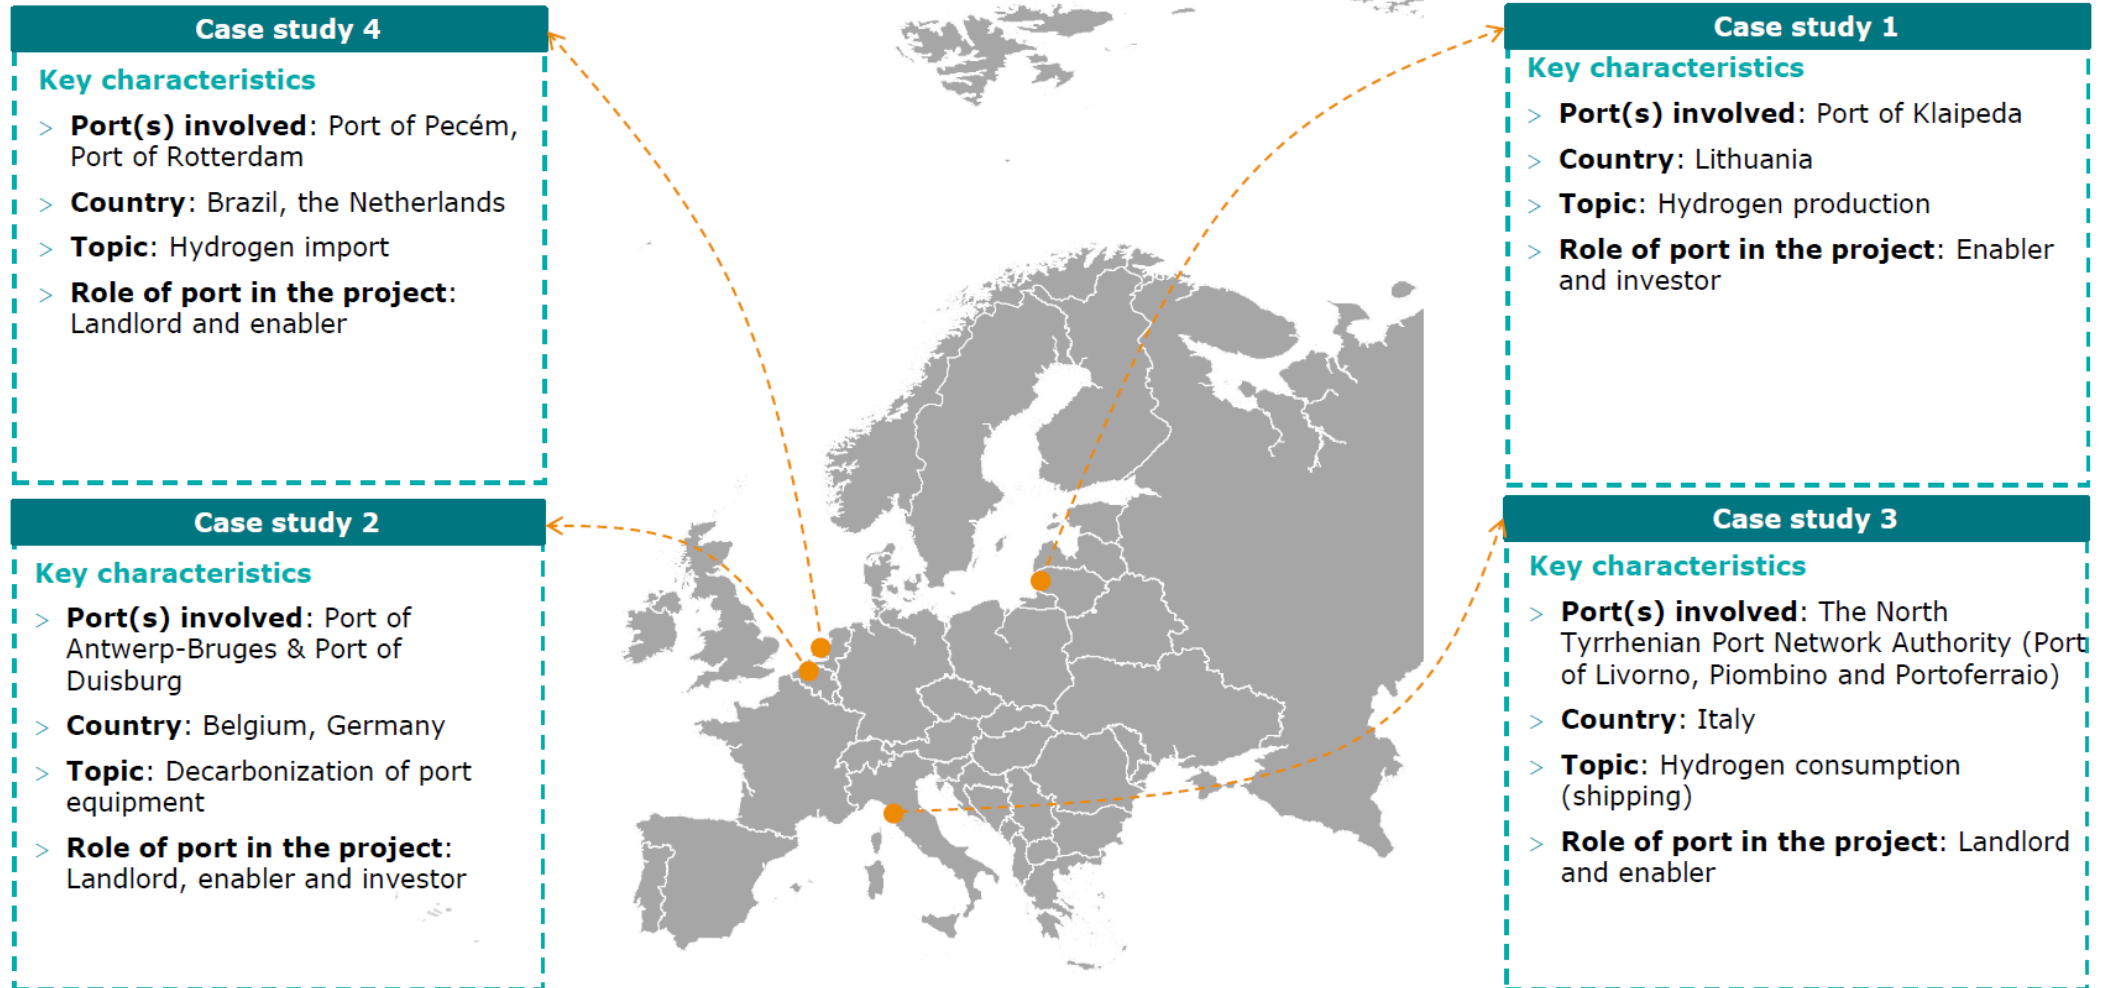 Case study 4
Key characteristics
> Port(s) involved: Port of Pecém,
Port of Rotterdam
> Country: Brazil, the Netherlands
> Topic: Hydrogen import
> Role of port in the project:
Landlord and enabler
Case study 2
Key characteristics
> Port(s) involved: Port of
Antwerp-Bruges & Port of
Duisburg
> Country: Belgium, Germany
> Topic: Decarbonization of port
equipment
> Role of port in the project:
Landlord, enabler and investor
Case study 1
Key characteristics
> Port(s) involved: Port of Klaipeda
> Country: Lithuania
> Topic: Hydrogen production
> Role of port in the project: Enabler
and investor
Case study 3
Key characteristics
> Port(s) involved: The North
Tyrrhenian Port Network Authority (Port
of Livorno, Piombino and Portoferraio)
> Country: Italy
> Topic: Hydrogen consumption
(shipping)
> Role of port in the project: Landlord
and enabler